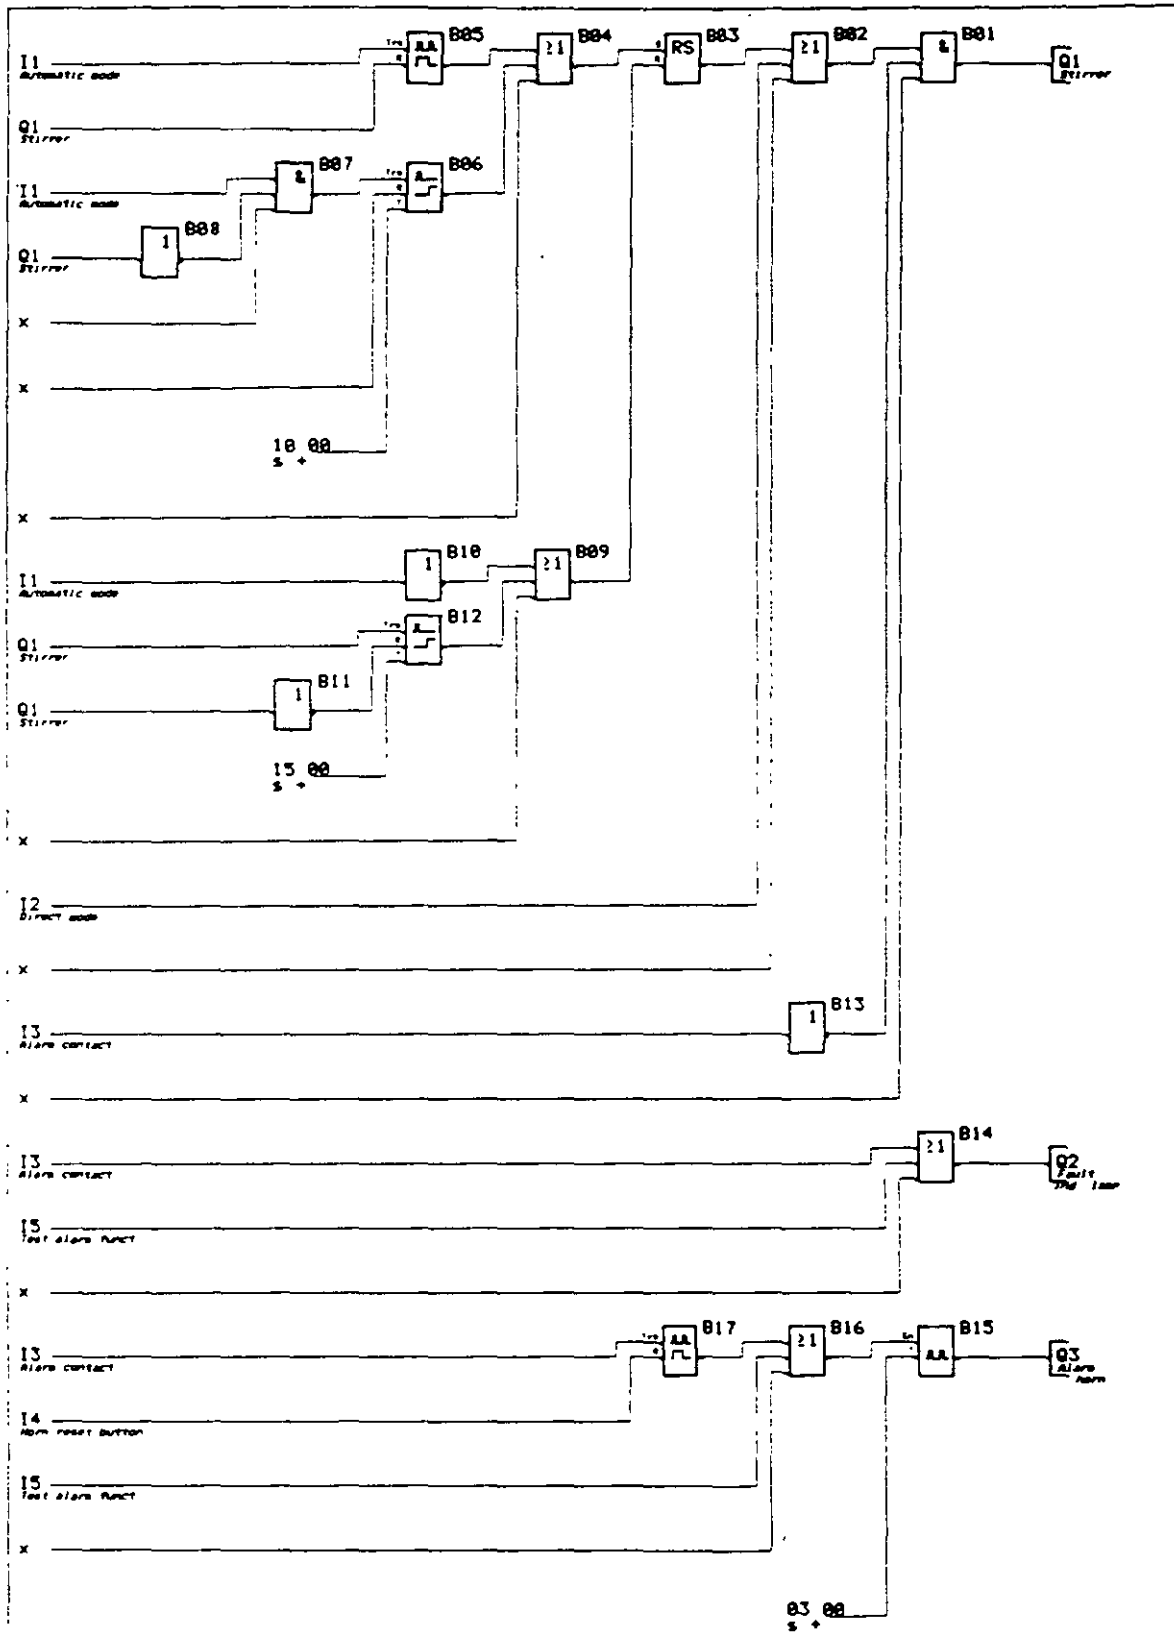 B05
B04
B03
B02
B01
Trg
R
≥1
RS
≥1
&
I1
Automatic mode
Q1
Stirrer
Q1
Stirrer
B07
B06
&
Trg
R
T
I1
Automatic mode
B08
1
Q1
Stirrer
x
x
10 00
s +
x
B10
B09
1
≥1
I1
Automatic mode
B12
Trg
R
Q1
Stirrer
B11
1
Q1
Stirrer
15 00
s +
x
I2
Direct mode
x
B13
1
I3
Alarm contact
x
B14
≥1
I3
Alarm contact
Q2
Fault
Ind lamp
I5
Test alarm funct
x
B17
B16
B15
Trg
R
≥1
En
I3
Alarm contact
Q3
Alarm
horn
I4
Horn reset button
I5
Test alarm funct
x
03 00
s +